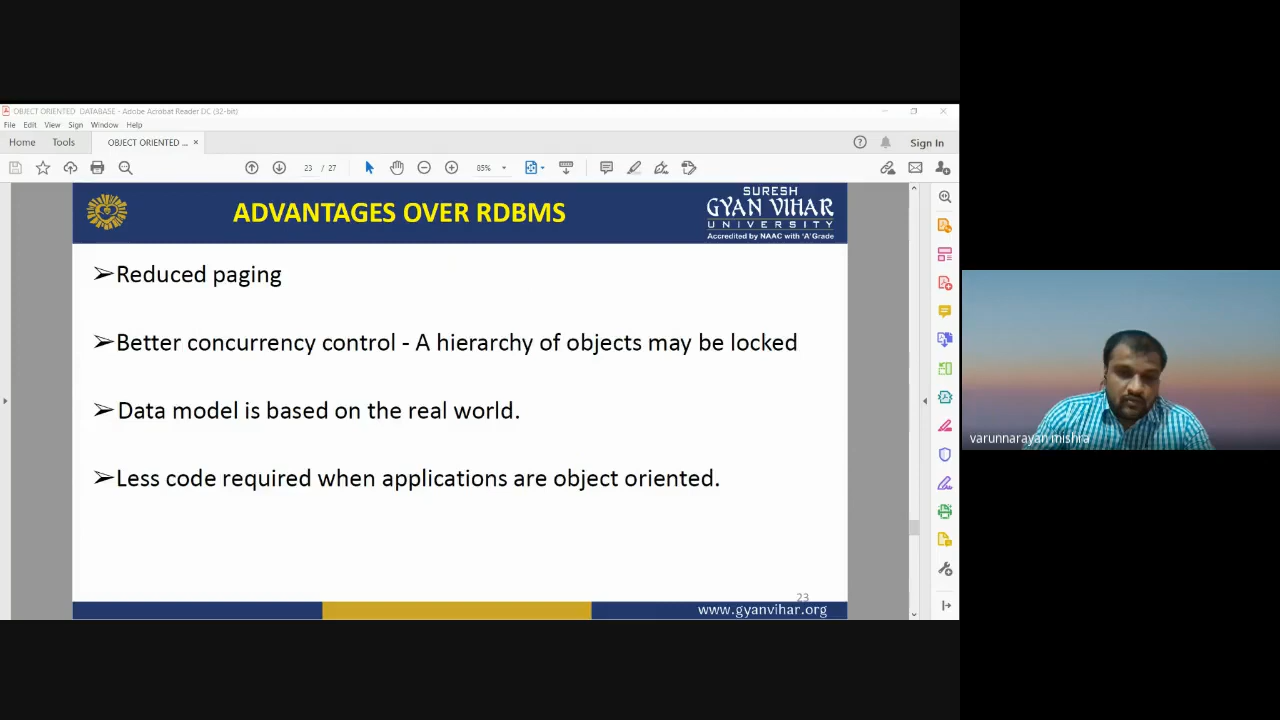 OBJECT ORIENTED DATABASE - Adobe Acrobat Reader DC (32-bit)
File Edit View Sign Window Help
Home Tools OBJECT ORIENTED ... × Sign In
23 / 27 85%
ADVANTAGES OVER RDBMS
SURESH
GYAN VIHAR
UNIVERSITY
Accredited by NAAC with 'A' Grade
➢Reduced paging
➢Better concurrency control - A hierarchy of objects may be locked
➢Data model is based on the real world.
➢Less code required when applications are object oriented.
23
www.gyanvihar.org
varunnarayan mishra